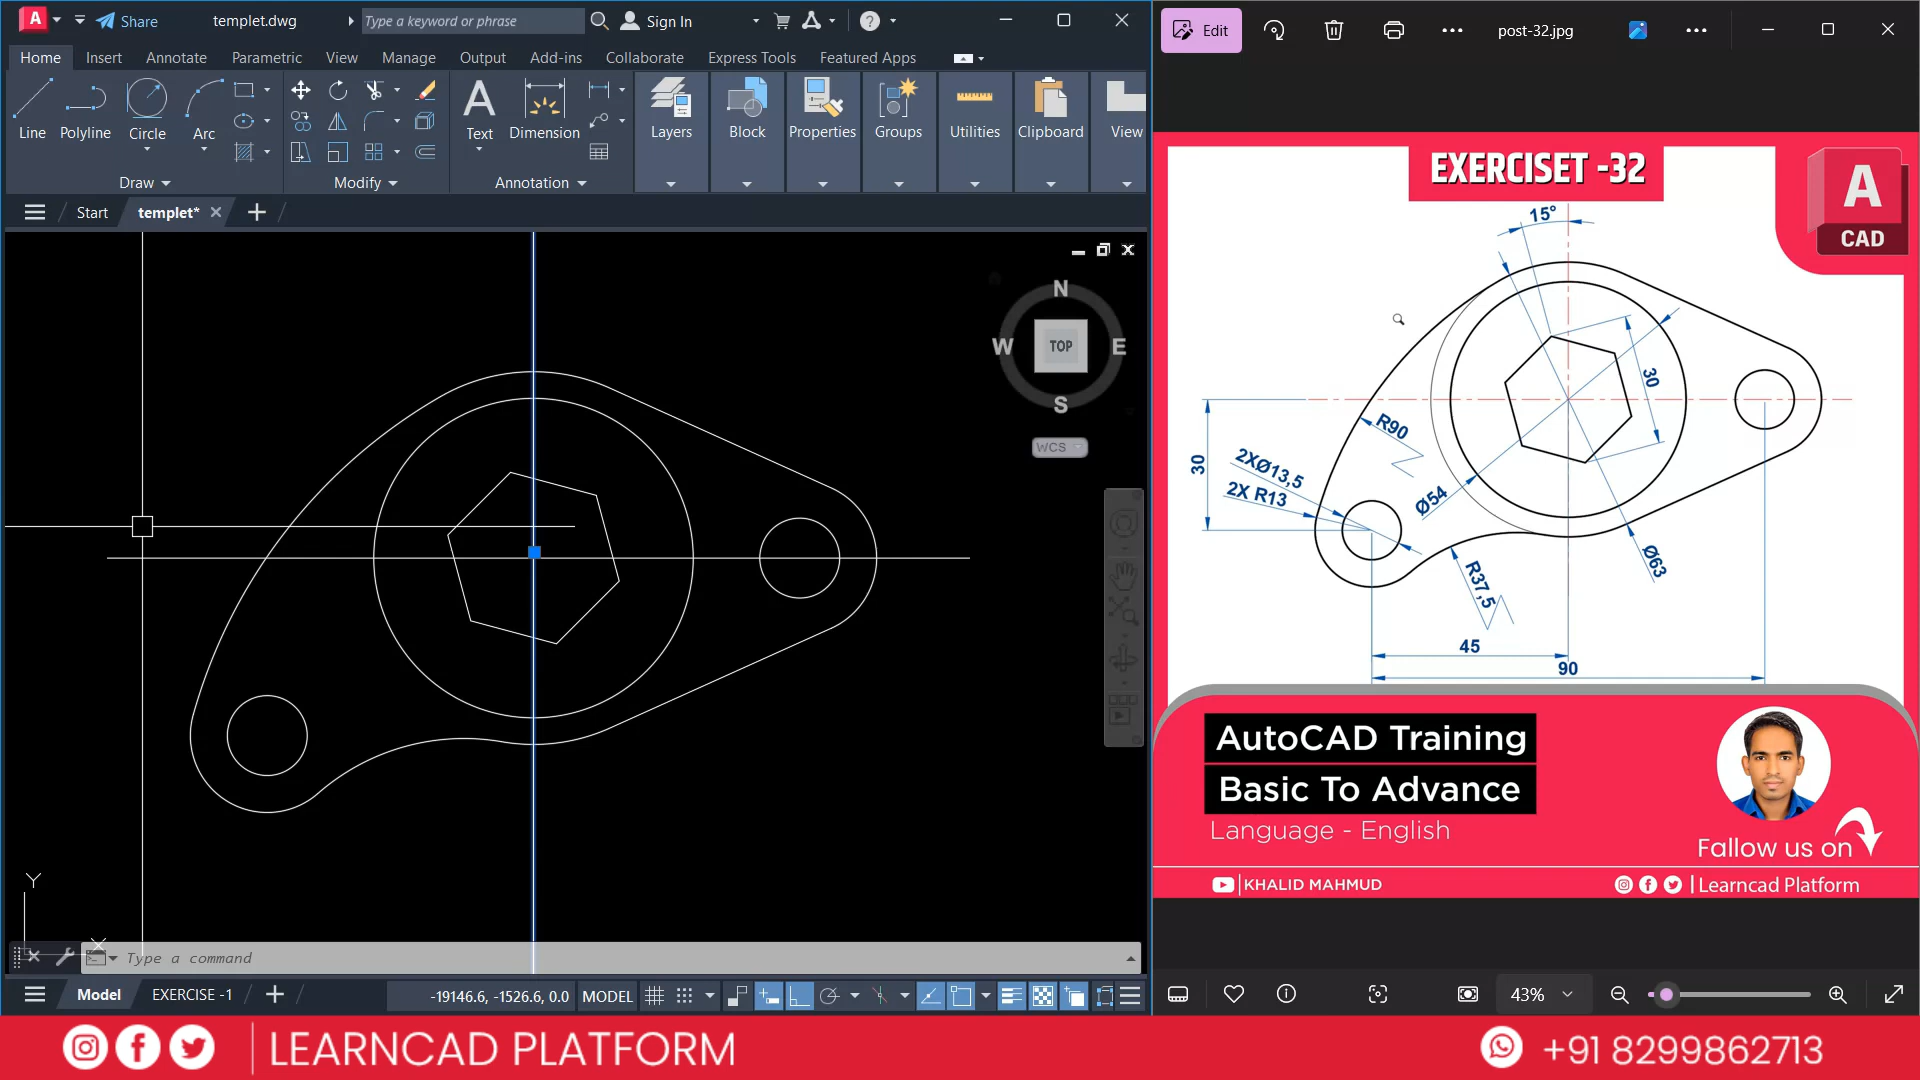 A
Share
templet.dwg
Type a keyword or phrase
Sign In
?
Home
Insert
Annotate
Parametric
View
Manage
Output
Add-ins
Collaborate
Express Tools
Featured Apps
Line
Polyline
Circle
Arc
Text
Dimension
Layers
Block
Properties
Groups
Utilities
Clipboard
View
Draw
Modify
Annotation
Start
templet*
N
W
TOP
E
S
WCS
Y
X
Type a command
Model
EXERCISE -1
-19146.6, -1526.6, 0.0
MODEL
Edit
post-32.jpg
EXERCISET -32
A
CAD
15°
30
R90
30
2XØ13,5
2X R13
Ø54
R37,5
Ø63
45
90
AutoCAD Training
Basic To Advance
Language - English
Fallow us on
KHALID MAHMUD
Learncad Platform
43%
LEARNCAD PLATFORM
+91 8299862713